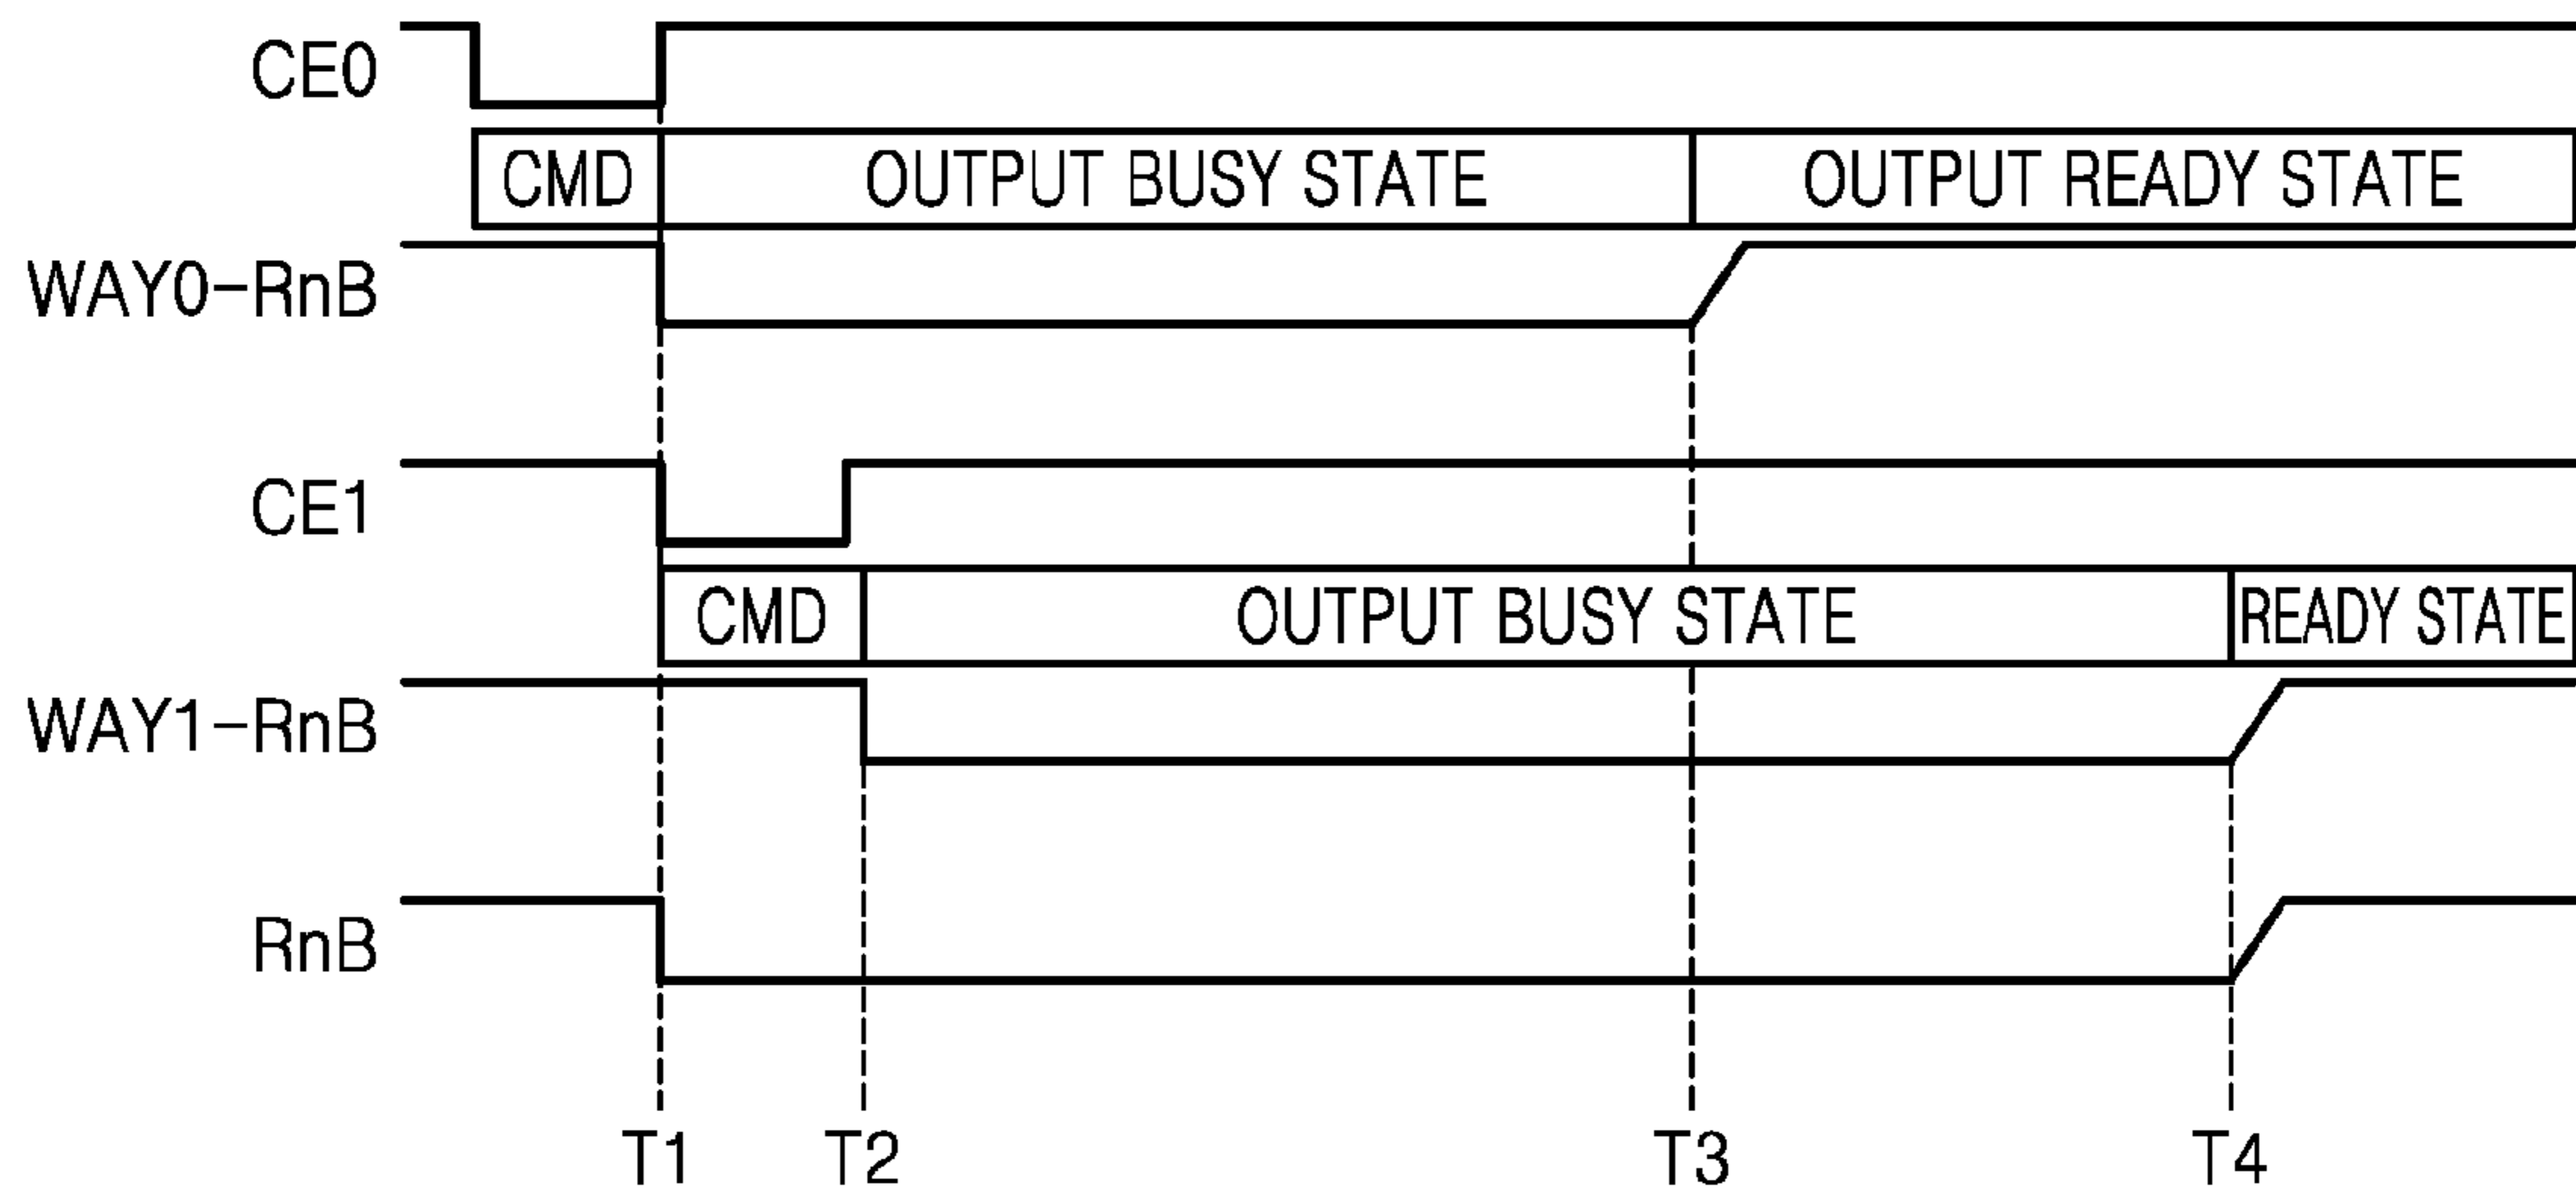 CE0
CMD OUTPUT BUSY STATE OUTPUT READY STATE
WAY0-RnB
CE1
CMD OUTPUT BUSY STATE READY STATE
WAY1-RnB
RnB
T1 T2 T3 T4